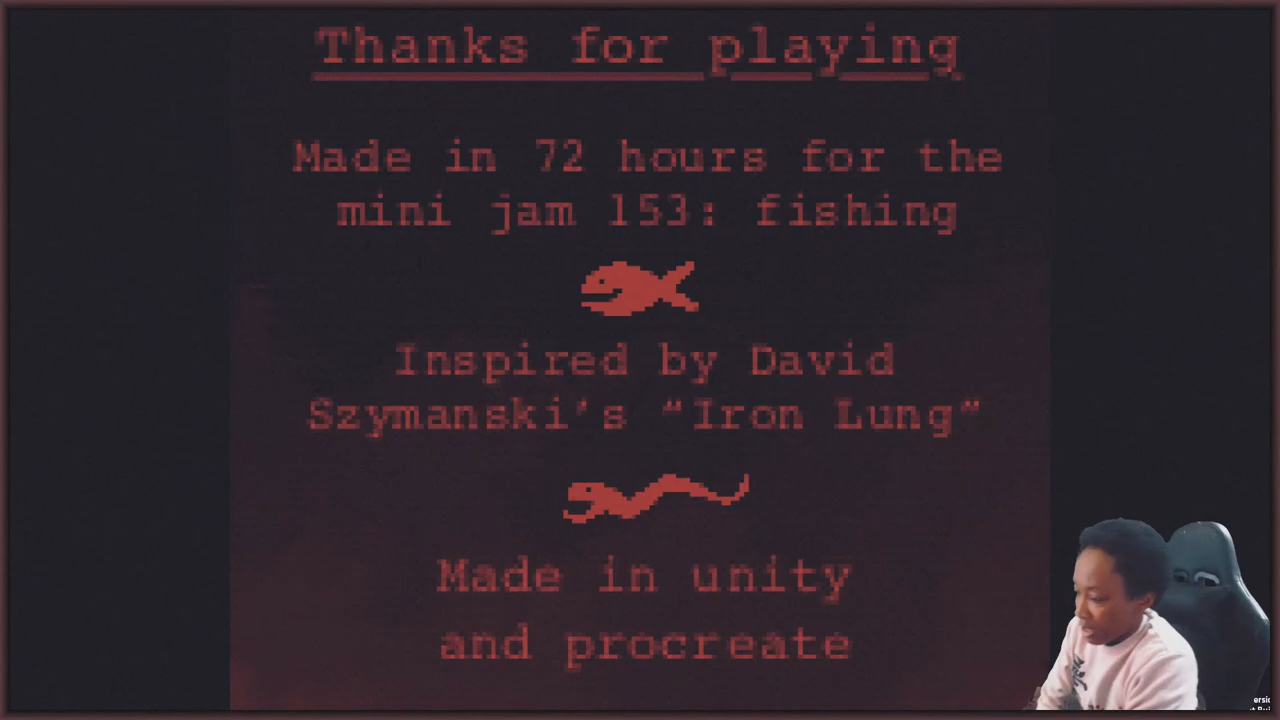 Thanks for playing
Made in 72 hours for the
mini jam 153: fishing
Inspired by David
Szymanski's "Iron Lung"
Made in unity
and procreate